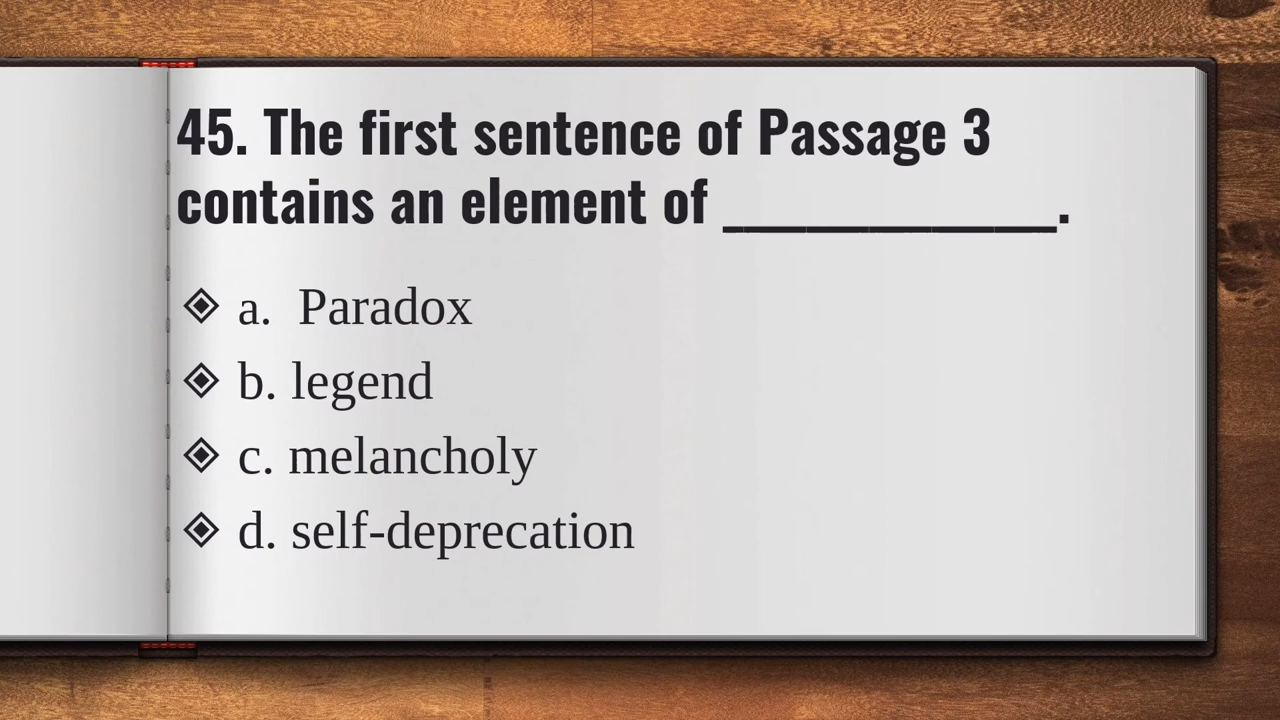 45. The first sentence of Passage 3
contains an element of ____________.
a. Paradox
b. legend
c. melancholy
d. self-deprecation